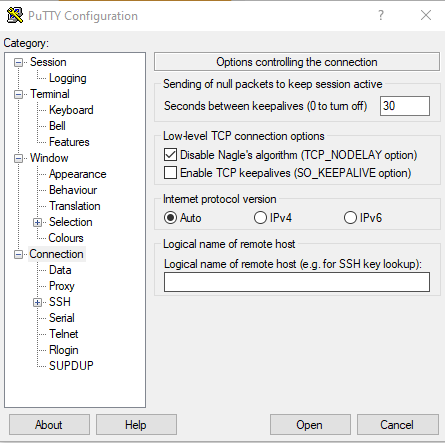 PuTTY Configuration
Category:
Session
Logging
Terminal
Keyboard
Bell
Features
Window
Appearance
Behaviour
Translation
Selection
Colours
Connection
Data
Proxy
SSH
Serial
Telnet
Rlogin
SUPDUP
Options controlling the connection
Sending of null packets to keep session active
Seconds between keepalives (0 to turn off) 30
Low-level TCP connection options
Disable Nagle's algorithm (TCP_NODELAY option)
Enable TCP keepalives (SO_KEEPALIVE option)
Internet protocol version
Auto IPv4 IPv6
Logical name of remote host
Logical name of remote host (e.g. for SSH key lookup):
About Help Open Cancel